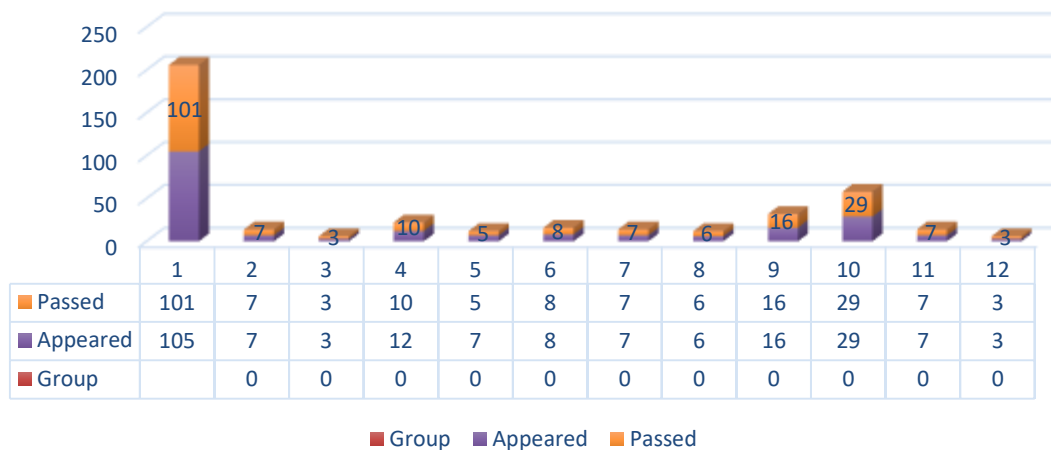 250
200
150
100
50
0
101 7 3 10 5 8 7 6 16 29 7 3
1 2 3 4 5 6 7 8 9 10 11 12
Passed 101 7 3 10 5 8 7 6 16 29 7 3
Appeared 105 7 3 12 7 8 7 6 16 29 7 3
Group 0 0 0 0 0 0 0 0 0 0 0
Group Appeared Passed